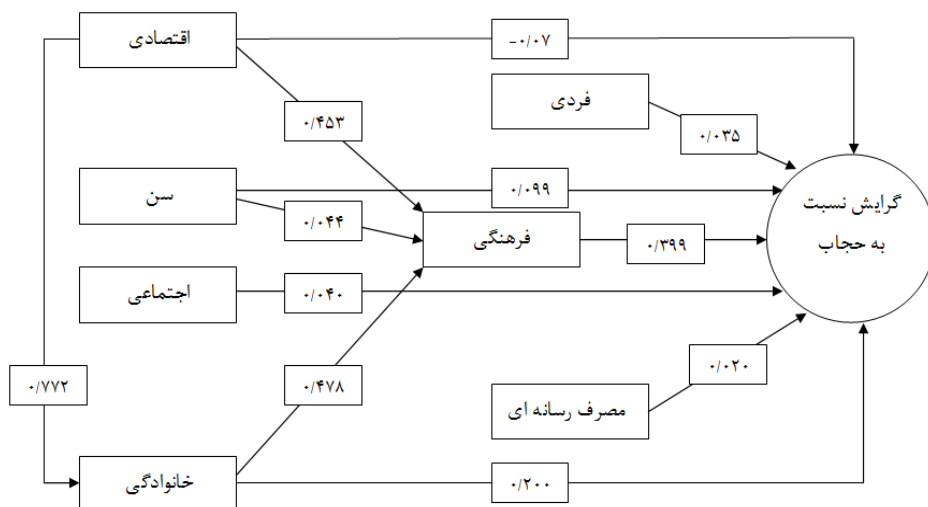 اقتصادی
-۰/۰۷
فردی
۰/۴۵۳
۰/۰۳۵
سن
۰/۰۹۹
۰/۰۴۴
فرهنگی
۰/۳۹۹
گرایش نسبت
به حجاب
اجتماعی
۰/۰۴۰
۰/۷۷۲
۰/۴۷۸
۰/۰۲۰
مصرف رسانه ای
خانوادگی
۰/۲۰۰